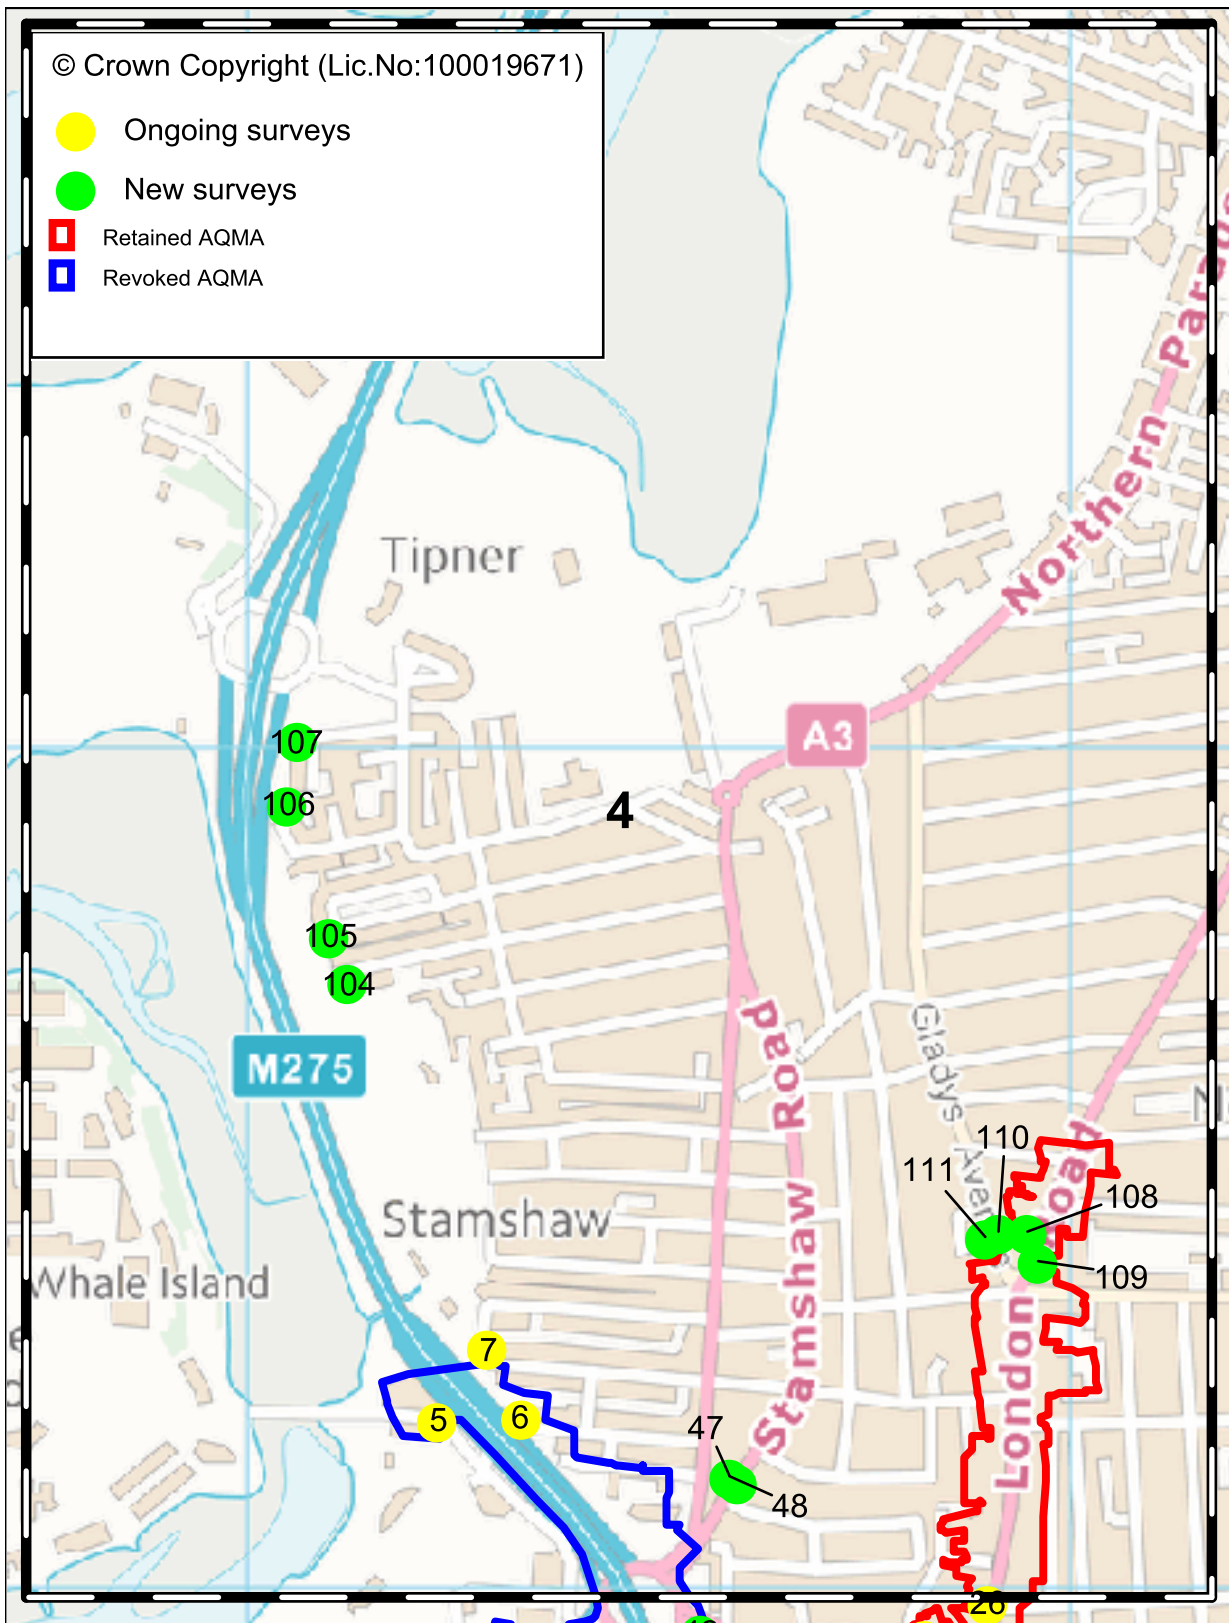 © Crown Copyright (Lic.No:100019671)
Ongoing surveys
New surveys
Retained AQMA
Revoked AQMA
Northern
Tipner
A3
107
106
4
105
104
M275
Stamshaw Road
Gladys
110
111
Road
108
109
Stamshaw
Whale Island
Stamshaw
London
7
5
6
47
48
26